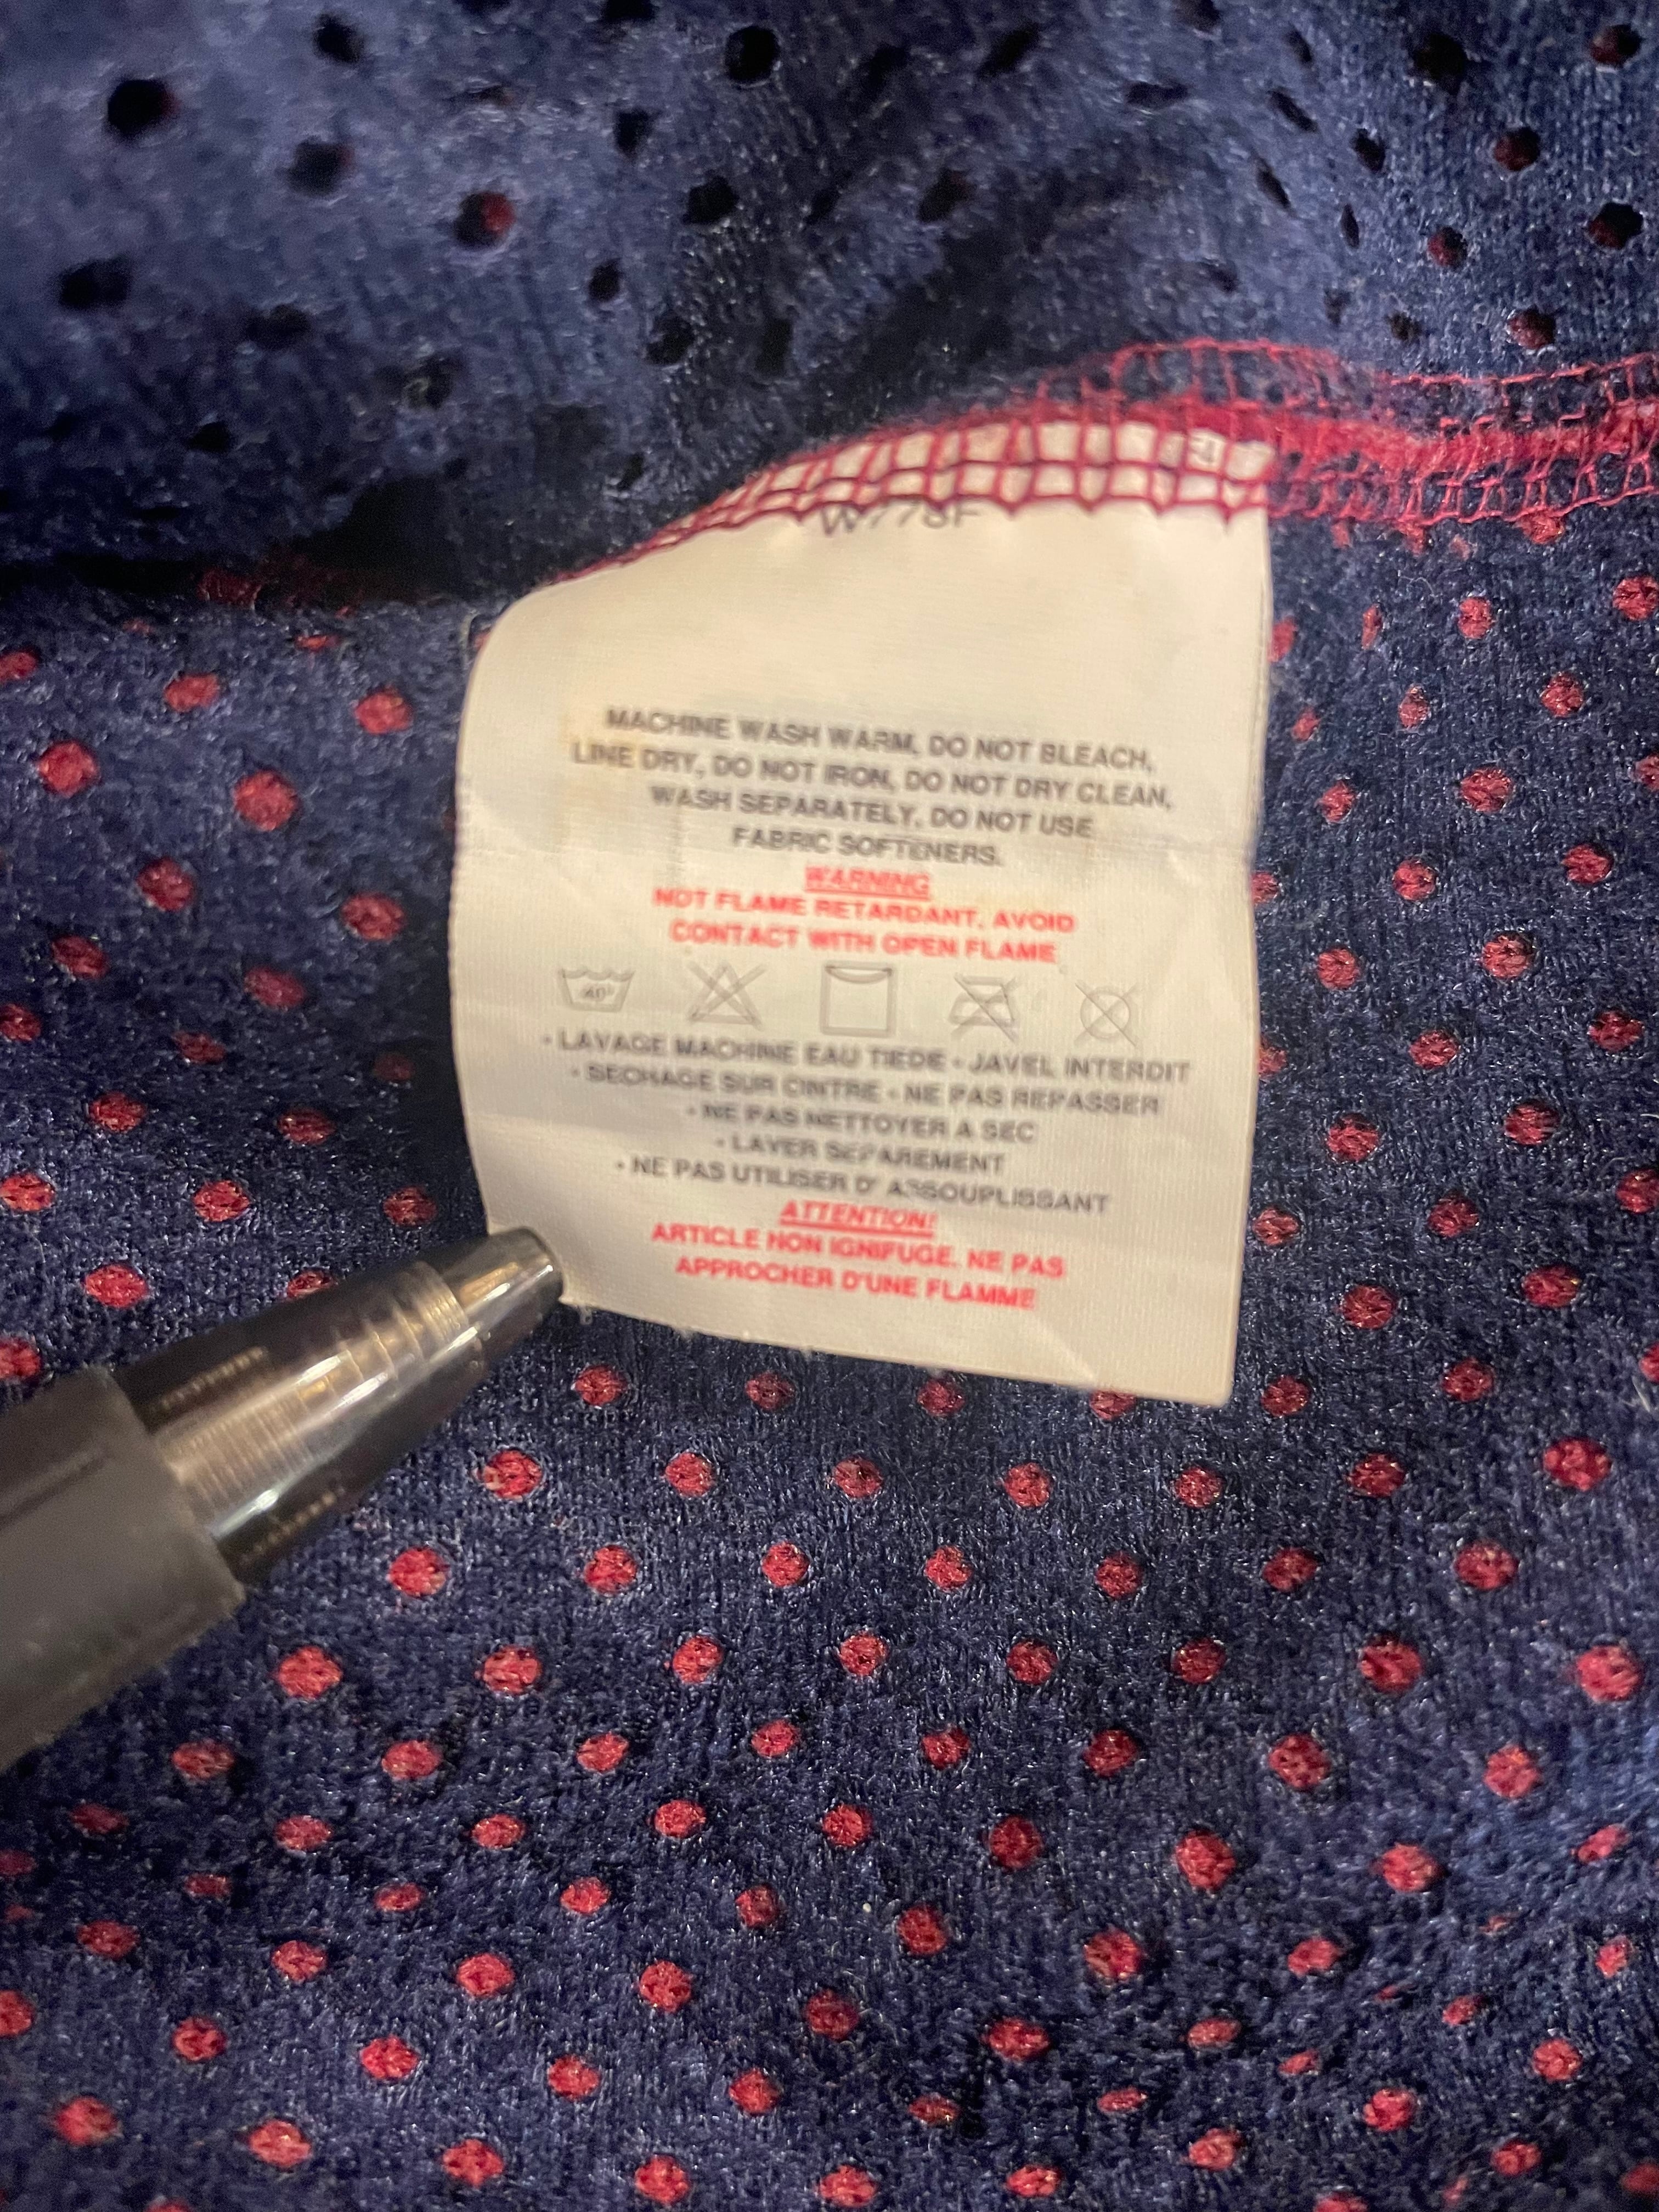 MACHINE WASH WARM, DO NOT BLEACH,
LINE DRY, DO NOT IRON, DO NOT DRY CLEAN,
WASH SEPARATELY, DO NOT USE
FABRIC SOFTENERS.
WARNING
NOT FLAME RETARDANT, AVOID
CONTACT WITH OPEN FLAME
40°
• LAVAGE MACHINE EAU TIEDE • JAVEL INTERDIT
• SECHAGE SUR CINTRE • NE PAS REPASSER
• NE PAS NETTOYER A SEC
• LAVER SEPAREMENT
• NE PAS UTILISER D' ASSOUPLISSANT
ATTENTION!
ARTICLE NON IGNIFUGE. NE PAS
APPROCHER D'UNE FLAMME